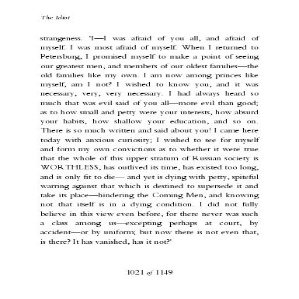 The Idiot
strangeness. 'I—I was afraid of you all, and afraid of
myself. I was most afraid of myself. When I returned to
Petersburg, I promised myself to make a point of seeing
our greatest men, and members of our oldest families—the
old families like my own. I am now among princes like
myself, am I not? I wished to know you, and it was
necessary, very, very necessary. I had always heard so
much that was evil said of you all—more evil than good;
as to how small and petty were your interests, how absurd
your habits, how shallow your education, and so on.
There is so much written and said about you! I came here
today with anxious curiosity; I wished to see for myself
and form my own convictions as to whether it were true
that the whole of this upper stratum of Russian society is
WORTHLESS, has outlived its time, has existed too long,
and is only fit to die—and yet is dying with petty, spiteful
warring against that which is destined to supersede it and
take its place—hindering the Coming Men, and knowing
not that itself is in a dying condition. I did not fully
believe in this view even before, for there never was such
a class among us—excepting perhaps at court, by
accident—or by uniform; but now there is not even that,
is there? It has vanished, has it not?'
1021 of 1149